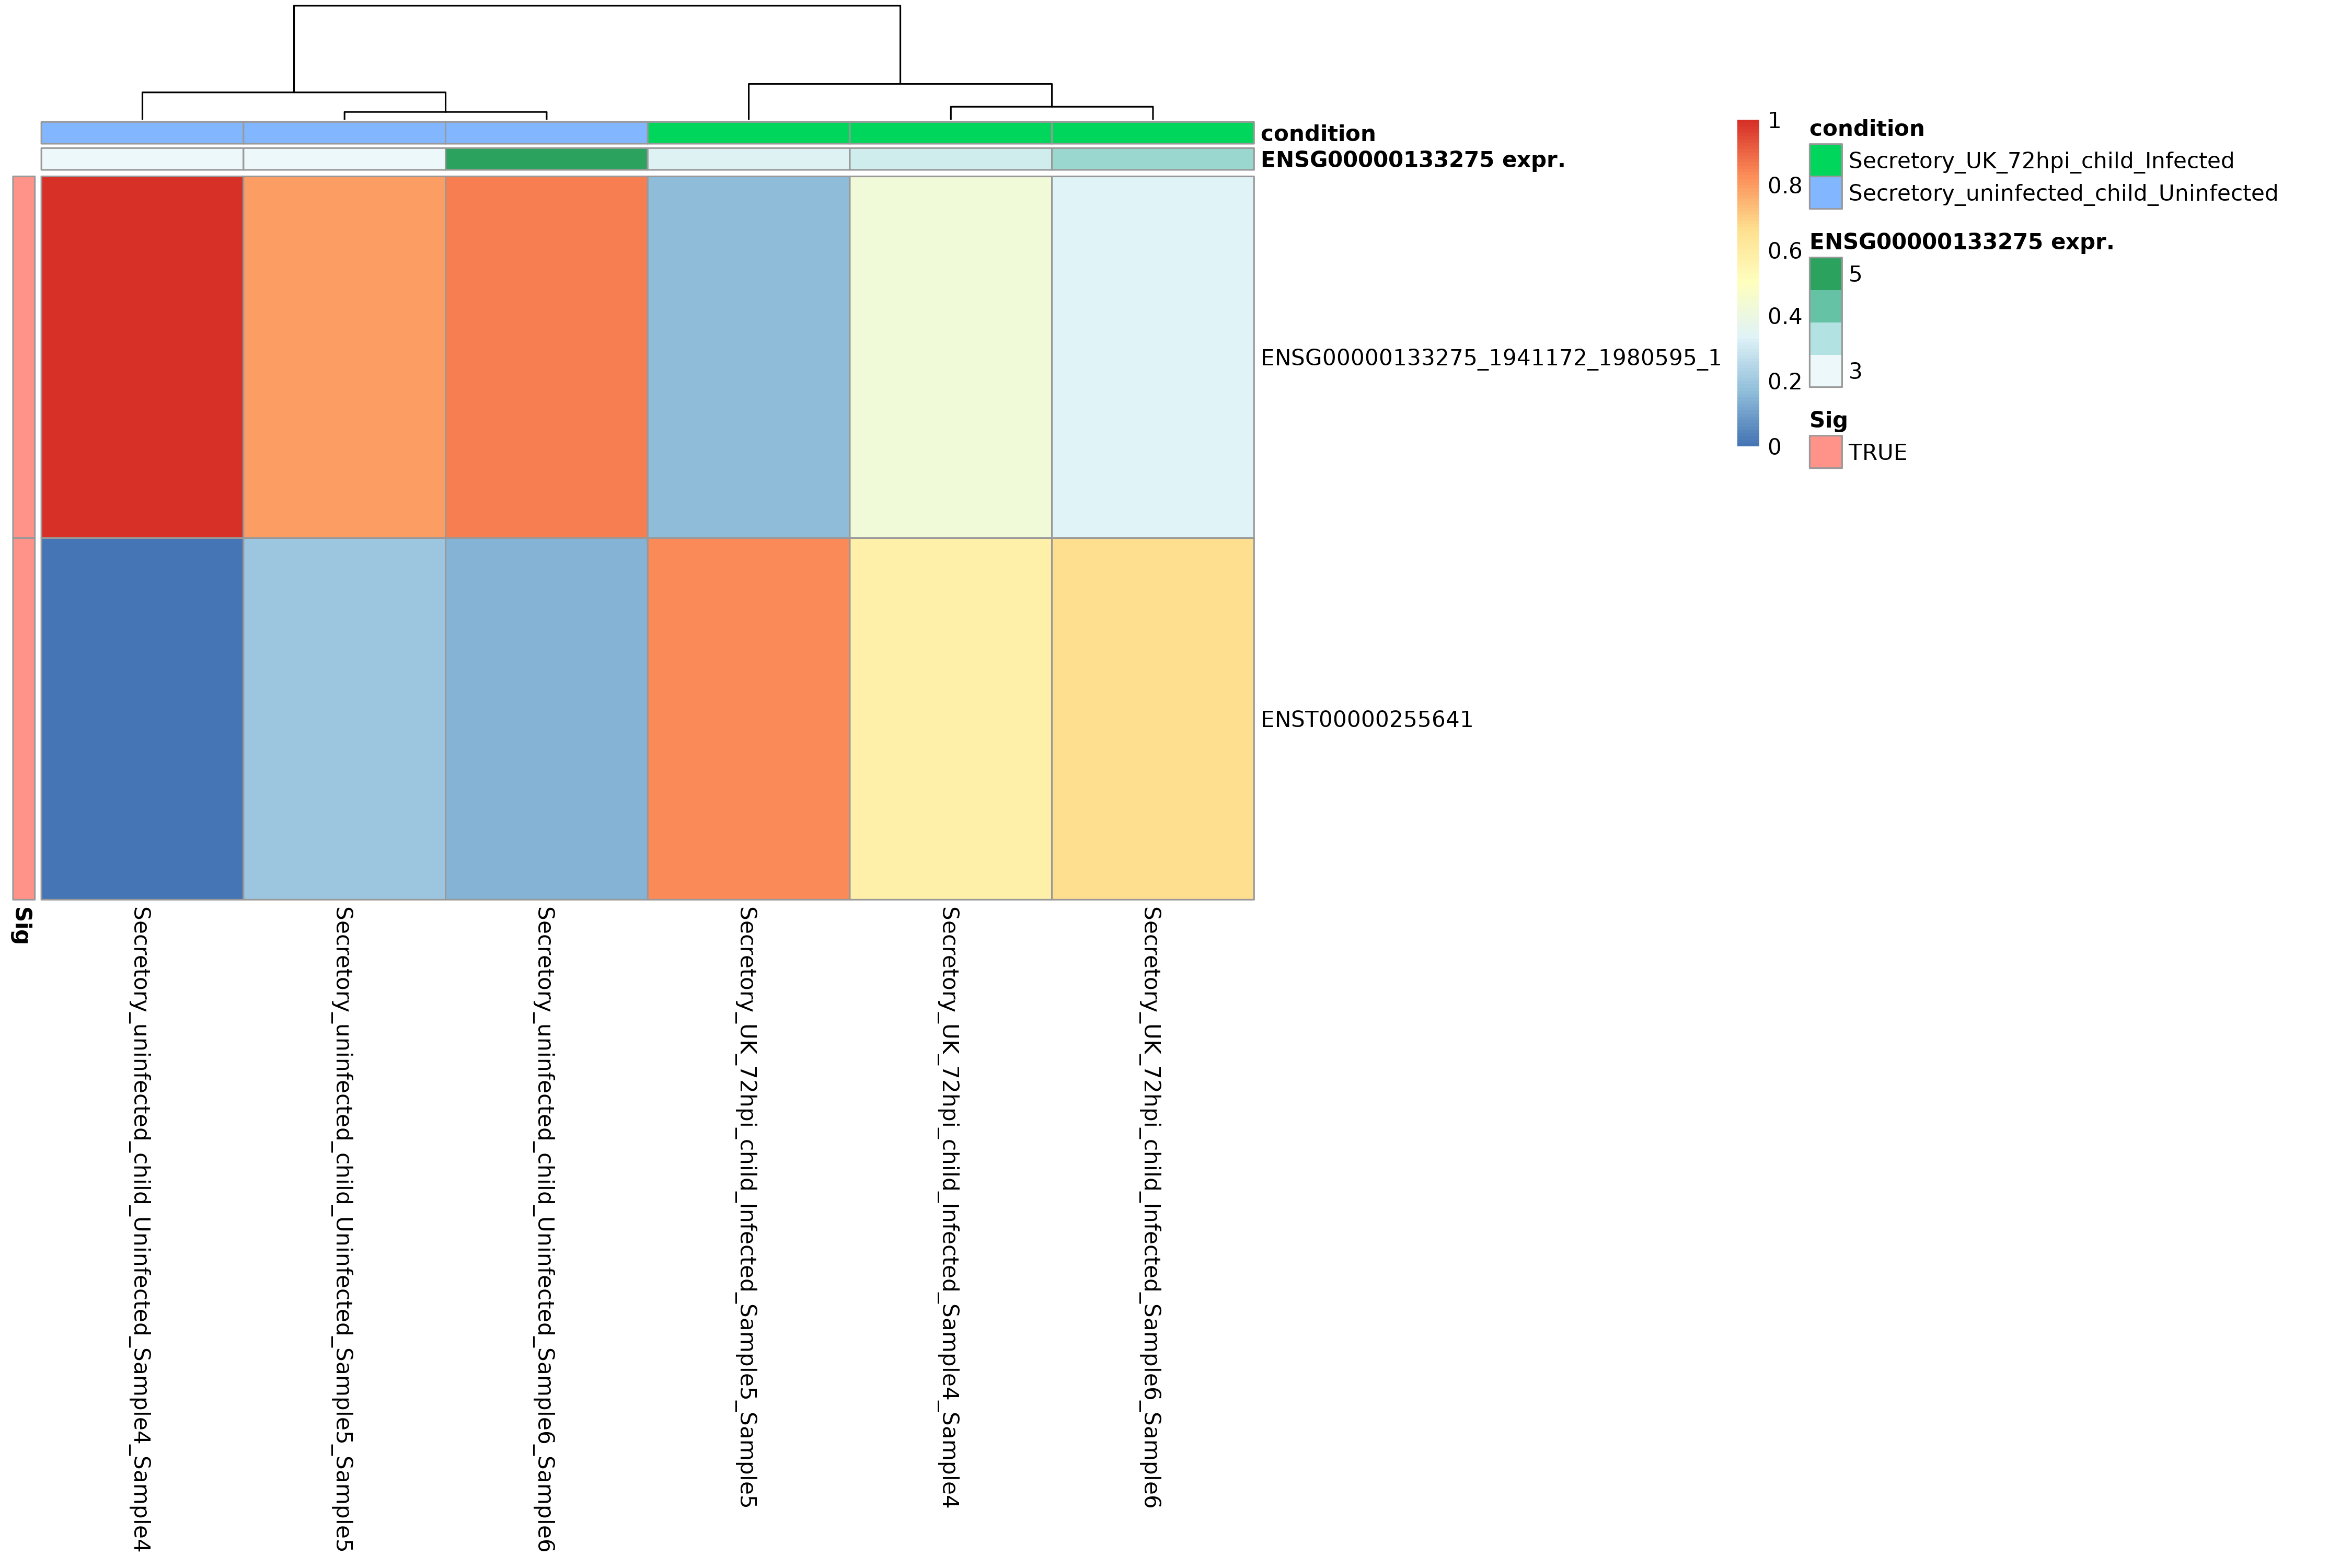 condition
ENSG00000133275 expr.
ENSG00000133275_1941172_1980595_1
ENST00000255641
Sig
Secretory_uninfected_child_Uninfected_Sample4_Sample4
Secretory_uninfected_child_Uninfected_Sample5_Sample5
Secretory_uninfected_child_Uninfected_Sample6_Sample6
Secretory_UK_72hpi_child_Infected_Sample5_Sample5
Secretory_UK_72hpi_child_Infected_Sample4_Sample4
Secretory_UK_72hpi_child_Infected_Sample6_Sample6
1
0.8
0.6
0.4
0.2
0
condition
Secretory_UK_72hpi_child_Infected
Secretory_uninfected_child_Uninfected
ENSG00000133275 expr.
5
3
Sig
TRUE